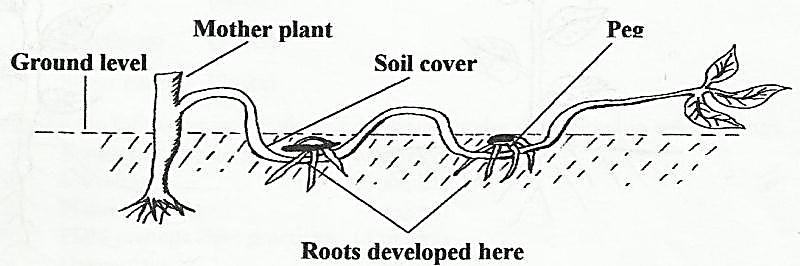 Mother plant
Peg
Ground level
Soil cover
Roots developed here